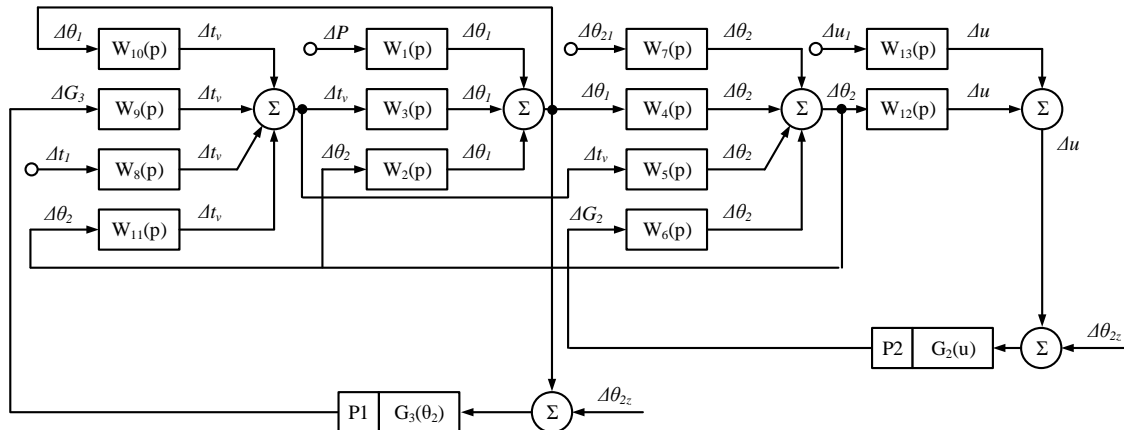 Δθ₁ W₁₀(p) Δtᵥ ΔP W₁(p) Δθ₁ Δθ₂₁ W₇(p) Δθ₂ Δu₁ W₁₃(p) Δu
ΔG₃ W₉(p) Δtᵥ Σ Δtᵥ W₃(p) Δθ₁ Σ Δθ₁ W₄(p) Δθ₂ Σ Δθ₂ W₁₂(p) Δu Σ
Δt₁ W₈(p) Δtᵥ Δθ₂ W₂(p) Δθ₁ Δtᵥ W₅(p) Δθ₂ Δu
Δθ₂ W₁₁(p) Δtᵥ ΔG₂ W₆(p) Δθ₂
P2 G₂(u) Σ Δθ₂z
P1 G₃(θ₂) Σ Δθ₂z